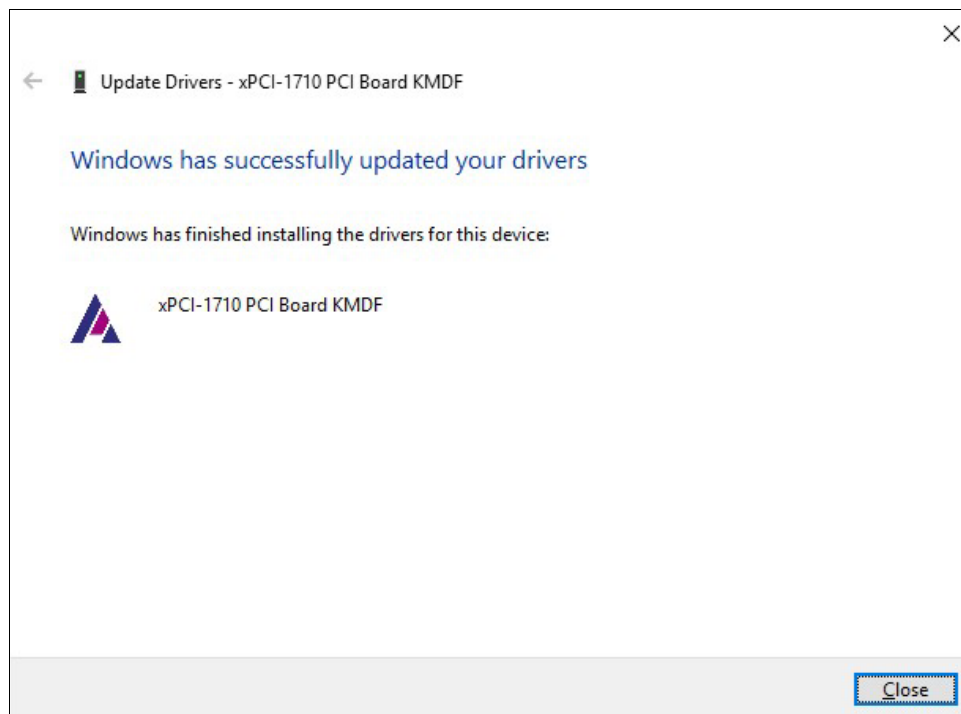 Update Drivers - xPCI-1710 PCI Board KMDF
Windows has successfully updated your drivers
Windows has finished installing the drivers for this device:
xPCI-1710 PCI Board KMDF
Close